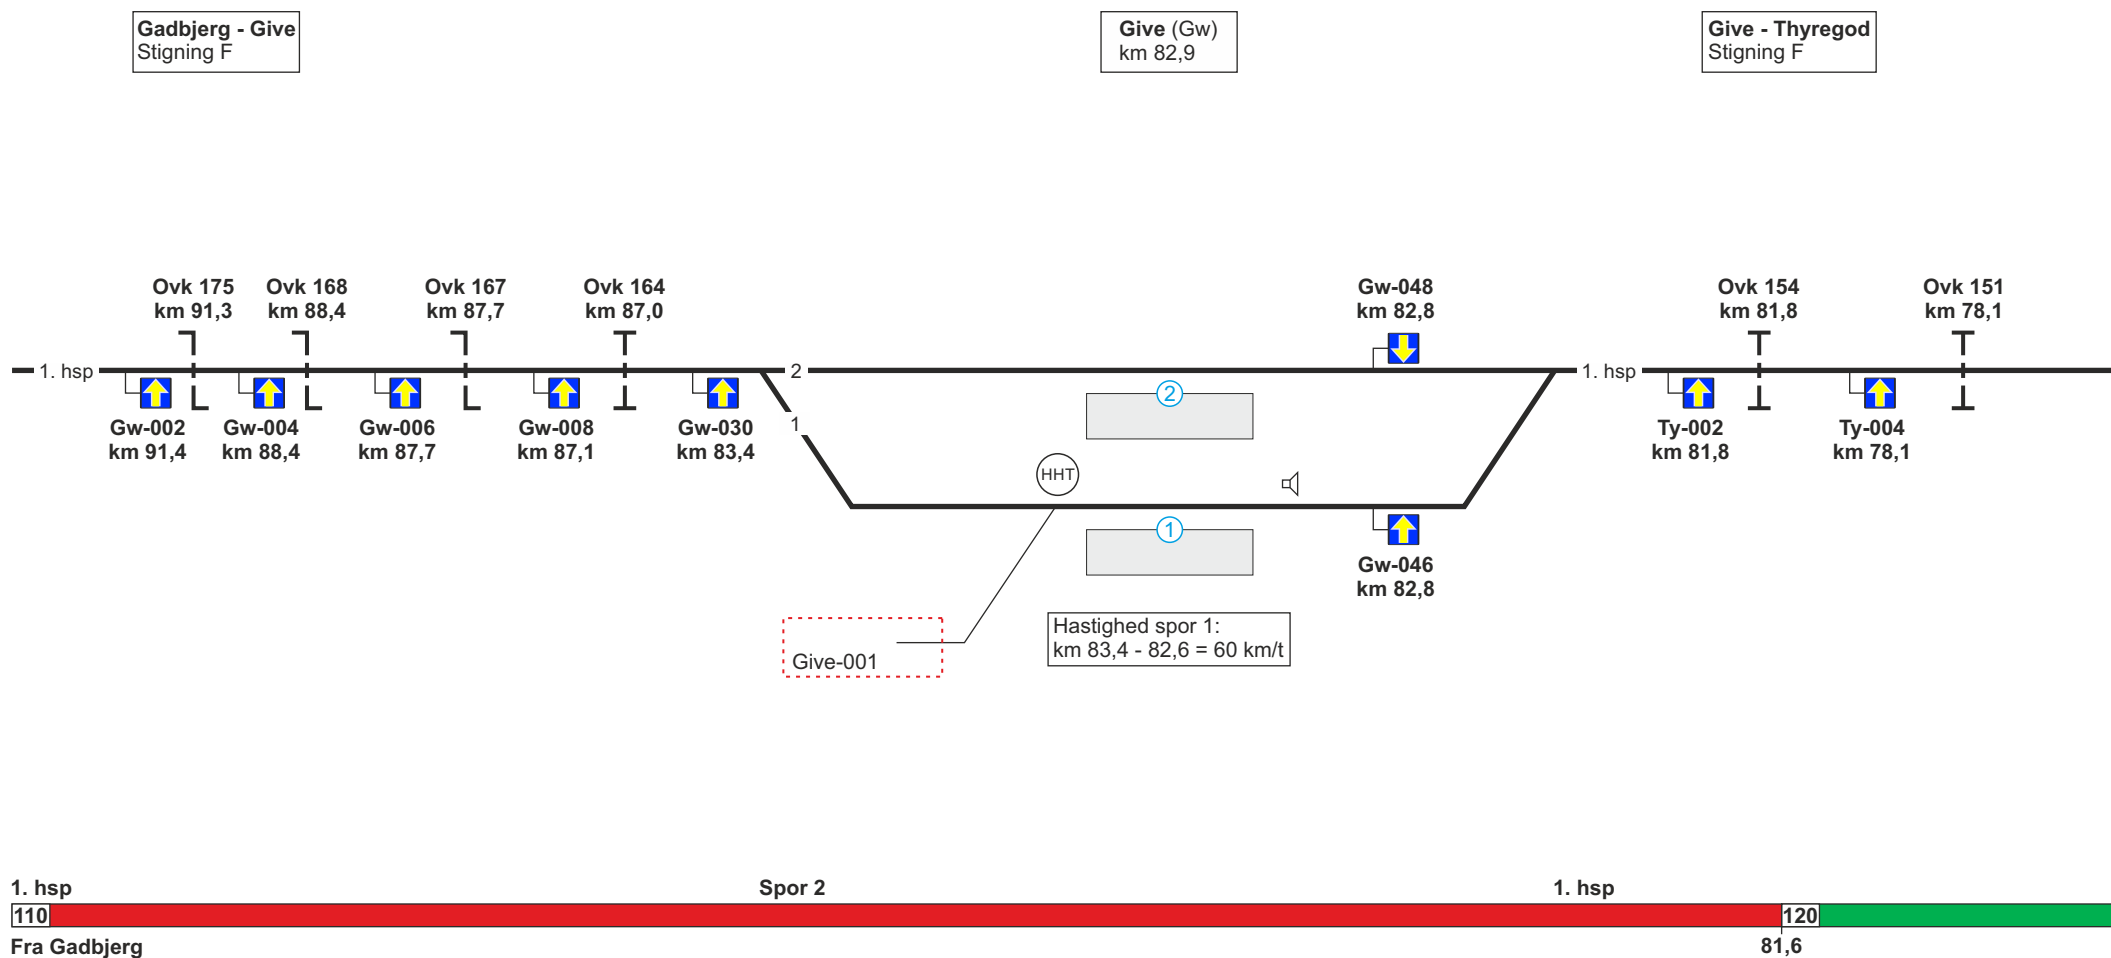 Gadbjerg - Give
Stigning F
Give (Gw)
km 82,9
Give - Thyregod
Stigning F
Ovk 175
km 91,3
Ovk 168
km 88,4
Ovk 167
km 87,7
Ovk 164
km 87,0
Gw-048
km 82,8
Ovk 154
km 81,8
Ovk 151
km 78,1
1. hsp
2
1. hsp
2
1
Gw-002
km 91,4
Gw-004
km 88,4
Gw-006
km 87,7
Gw-008
km 87,1
Gw-030
km 83,4
Ty-002
km 81,8
Ty-004
km 78,1
HHT
1
Gw-046
km 82,8
Give-001
Hastighed spor 1:
km 83,4 - 82,6 = 60 km/t
1. hsp
Spor 2
1. hsp
110
120
Fra Gadbjerg
81,6